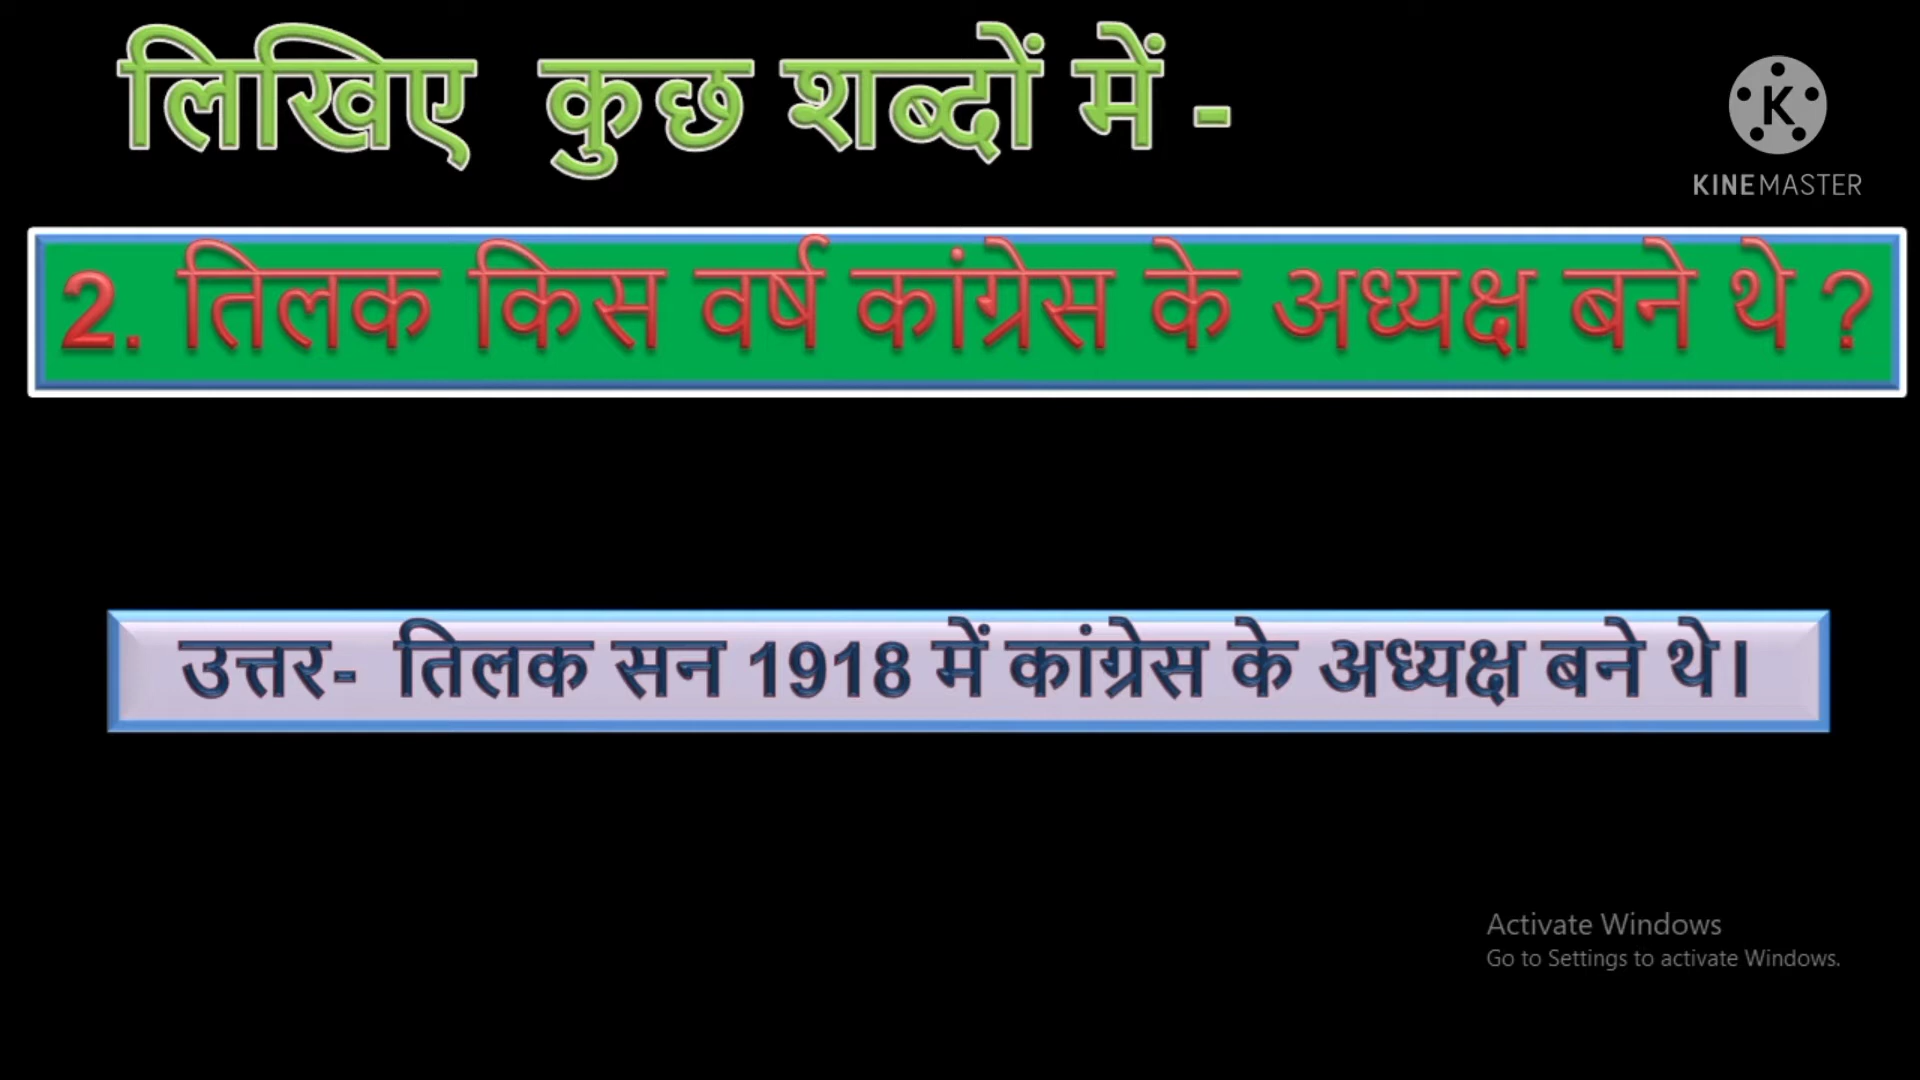 लिखिए कुछ शब्दों में -
KINEMASTER
2. तिलक किस वर्ष कांग्रेस के अध्यक्ष बने थे ?
उत्तर- तिलक सन 1918 में कांग्रेस के अध्यक्ष बने थे।
Activate Windows
Go to Settings to activate Windows.